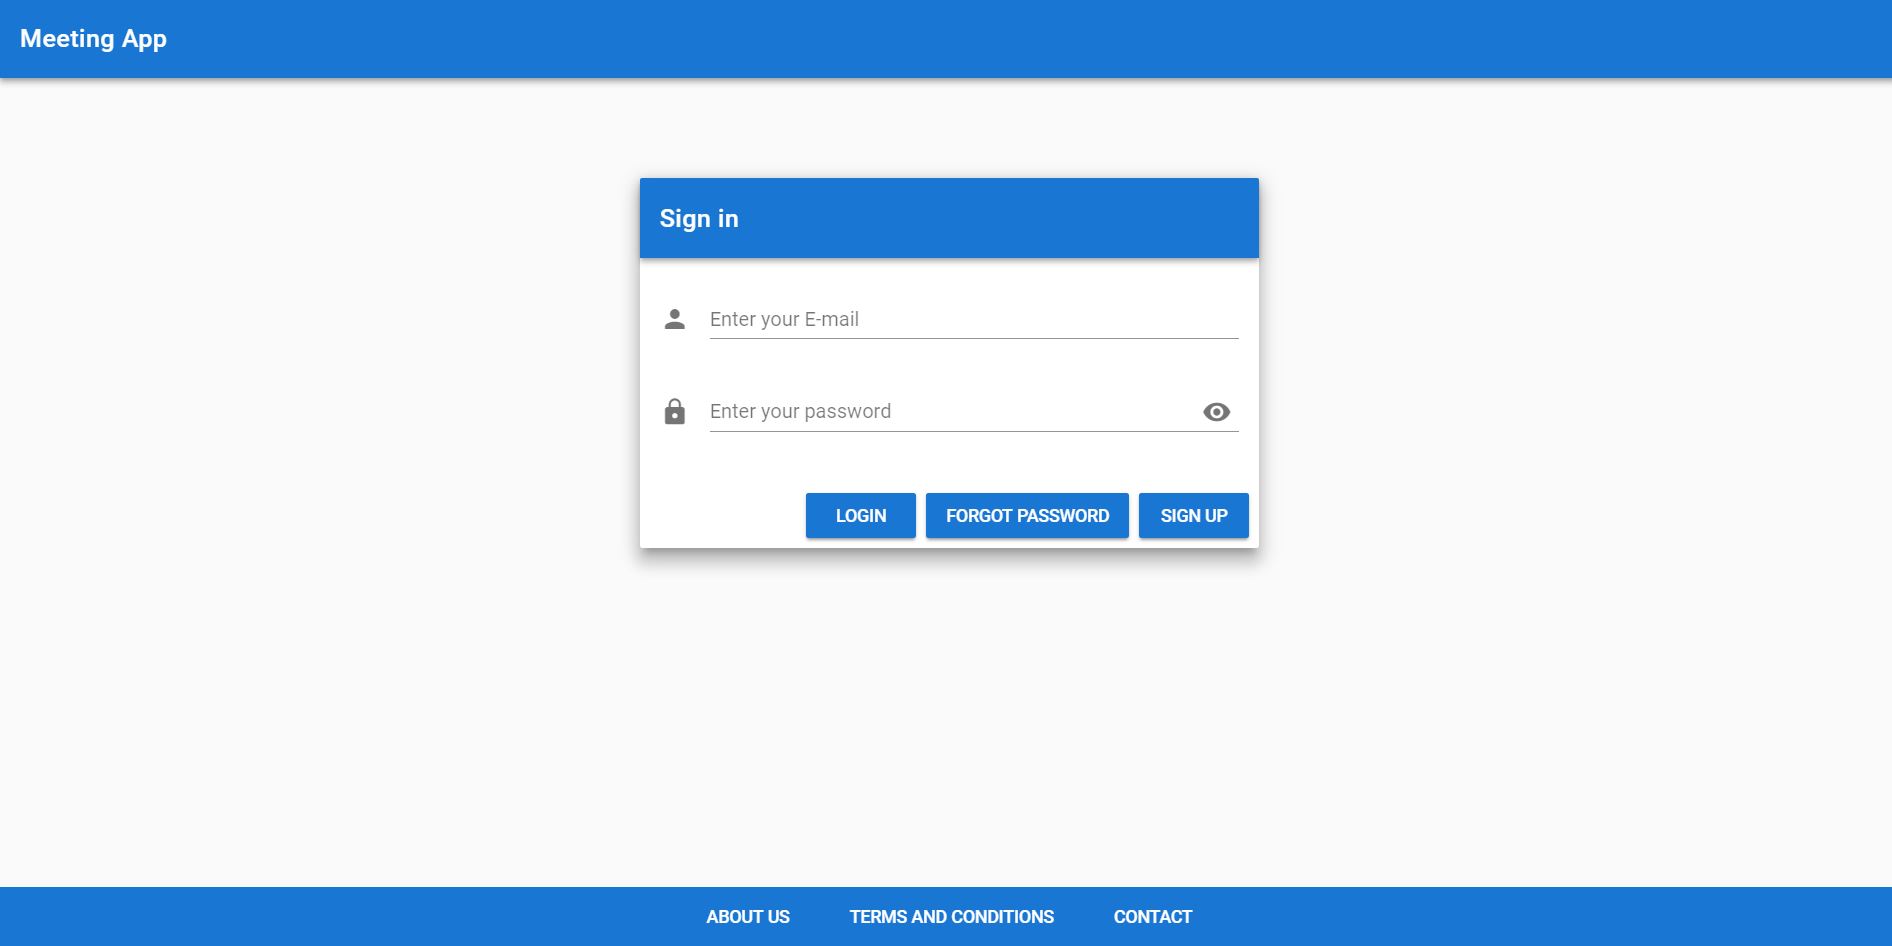 Meeting App
Sign in
Enter your E-mail
Enter your password
LOGIN FORGOT PASSWORD SIGN UP
ABOUT US TERMS AND CONDITIONS CONTACT